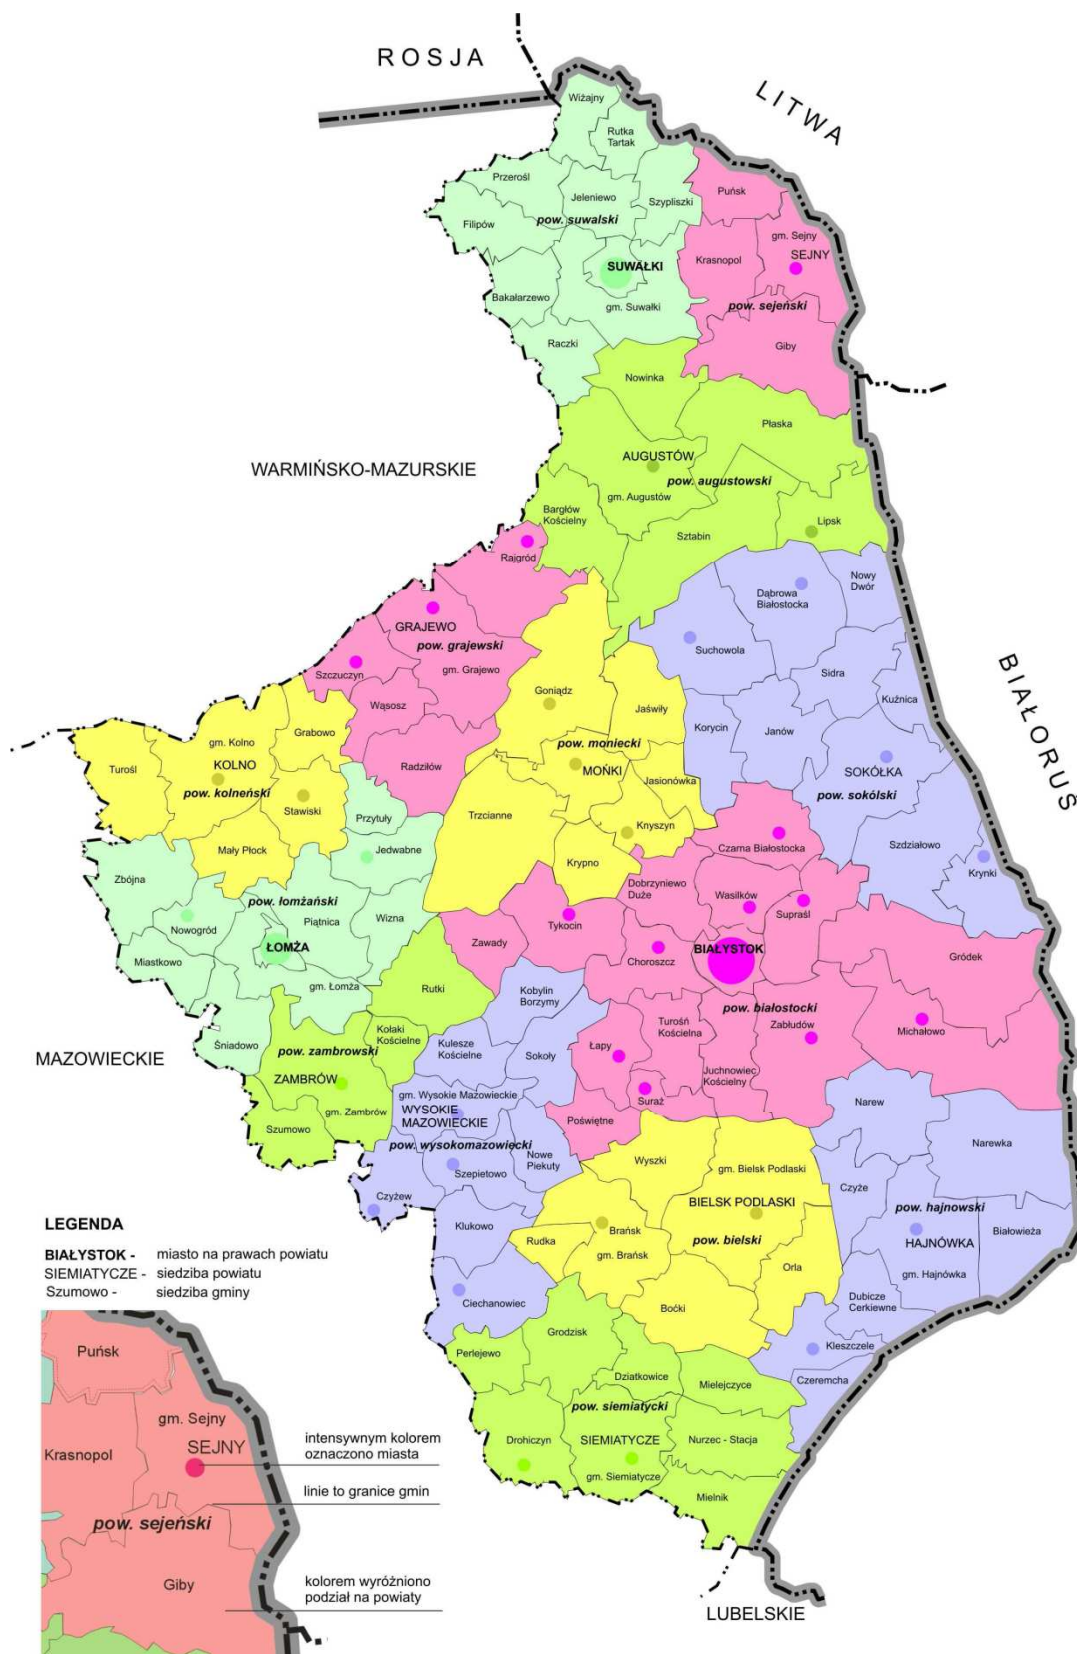 ROSJA
LITWA
Wiżajny
Rutka
Tartak
Przerośl
Jeleniewo
Szypliszki
Puńsk
pow. suwalski
Filipów
gm. Sejny
SEJNY
Krasnopol
SUWAŁKI
Bakałarzewo
gm. Suwałki
pow. sejeński
Raczki
Giby
Nowinka
Płaska
WARMIŃSKO-MAZURSKIE
AUGUSTÓW
pow. augustowski
gm. Augustów
Bargłów
Kościelny
Sztabin
Lipsk
Rajgród
Nowy
Dwór
Dąbrowa
Białostocka
GRAJEWO
pow. grajewski
Suchowola
gm. Grajewo
Szczuczyn
Sidra
BIAŁORUŚ
Goniądz
Wąsosz
Jaświły
Kuźnica
Korycin
Janów
gm. Kolno
Grabowo
pow. moniecki
KOLNO
Turośl
Radziłów
MOŃKI
Jasionówka
SOKÓŁKA
pow. kolneński
pow. sokólski
Stawiski
Przytuły
Trzcianne
Knyszyn
Mały Płock
Jedwabne
Czarna Białostocka
Szdziałowo
Krypno
Krynki
Zbójna
Dobrzyniewo
Duże
Wasilków
pow. łomżański
Supraśl
Nowogród
Piątnica
Wizna
Tykocin
ŁOMŻA
Zawady
BIAŁYSTOK
Miastkowo
Choroszcz
Gródek
gm. Łomża
Rutki
Kobylin
Borzymy
pow. białostocki
Turośń
Kościelna
Zabłudów
Michałowo
Kołaki
Kościelne
Śniadowo
Kulesze
Kościelne
Łapy
MAZOWIECKIE
pow. zambrowski
Sokoły
ZAMBRÓW
Juchnowiec
Kościelny
gm. Wysokie Mazowieckie
Suraż
WYSOKIE
MAZOWIECKIE
gm. Zambrów
Narew
Szumowo
Poświętne
pow. wysokomazowiecki
Nowe
Piekuty
Narewka
Wyszki
gm. Bielsk Podlaski
Szepietowo
Czyże
Czyżew
BIELSK PODLASKI
pow. hajnowski
Klukowo
Brańsk
Białowieża
Rudka
pow. bielski
HAJNÓWKA
gm. Brańsk
Orla
gm. Hajnówka
Ciechanowiec
Boćki
Dubicze
Cerkiewne
Grodzisk
Kleszczele
Perlejewo
Dziatkowice
Mielejczyce
Czeremcha
pow. siemiatycki
Drohiczyn
SIEMIATYCZE
Nurzec - Stacja
gm. Siemiatycze
Mielnik
LUBELSKIE
LEGENDA
BIAŁYSTOK - miasto na prawach powiatu
SIEMIATYCZE - siedziba powiatu
Szumowo - siedziba gminy
Puńsk
gm. Sejny
SEJNY
Krasnopol
pow. sejeński
Giby
intensywnym kolorem
oznaczono miasta
linie to granice gmin
kolorem wyróżniono
podział na powiaty